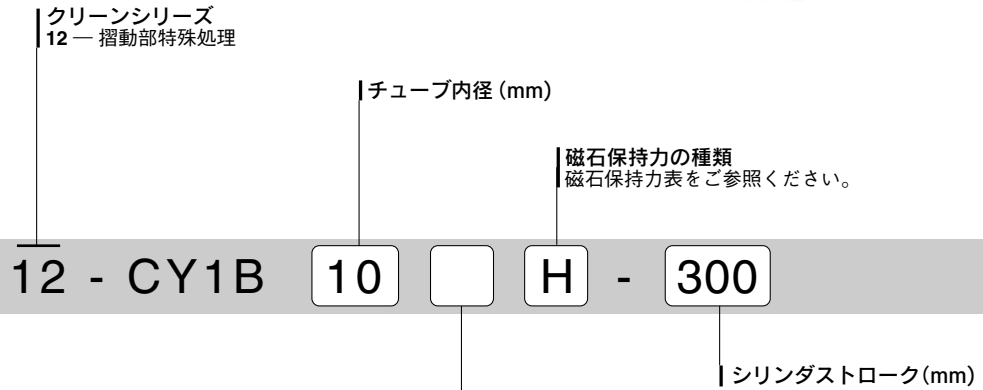 クリーンシリーズ
12 ― 摺動部特殊処理
チューブ内径 (mm)
磁石保持力の種類
磁石保持力表をご参照ください。
12 - CY1B 10 H - 300
シリンダストローク(mm)